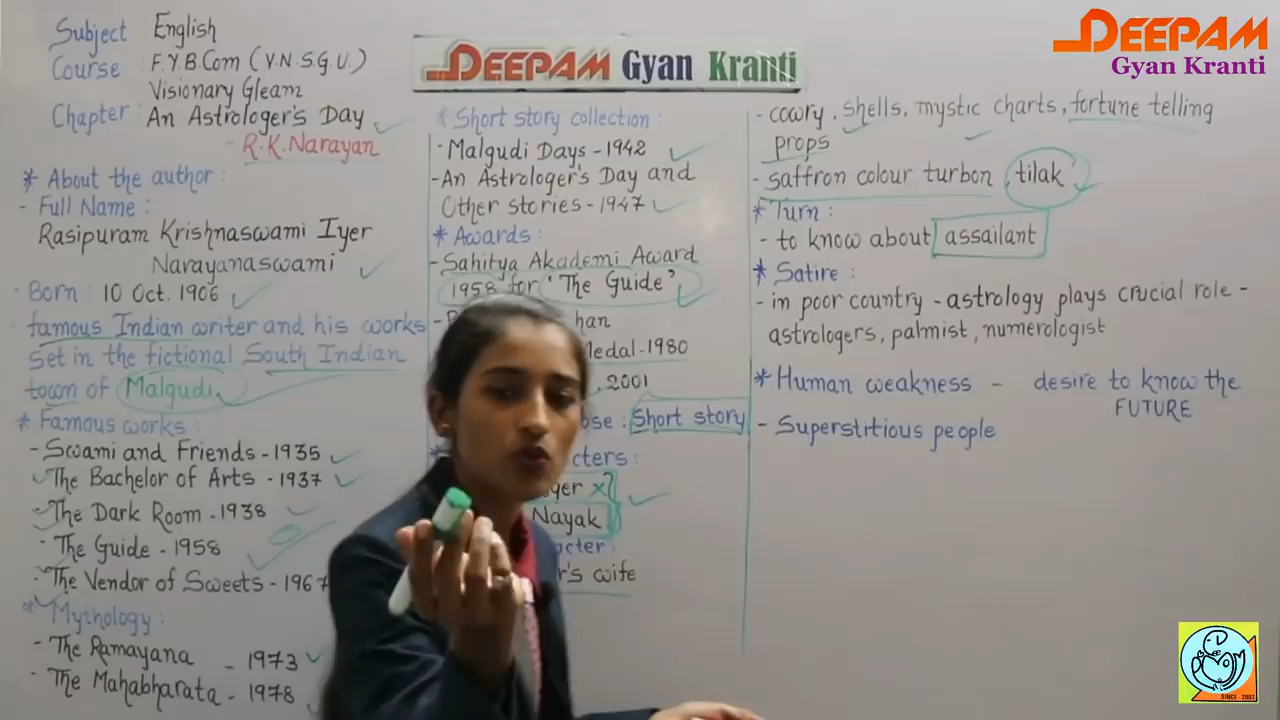 Subject : English
Course : F.Y.B.Com (V.N.S.G.U.)
Visionary Gleam
Chapter : An Astrologer's Day
- R.K.Narayan
* About the author :
- Full Name :
Rasipuram Krishnaswami Iyer
Narayanaswami
- Born : 10 Oct. 1906
- famous Indian writer and his works
set in the fictional South Indian
town of Malgudi
* Famous works :
- Swami and Friends - 1935
- The Bachelor of Arts - 1937
- The Dark Room - 1938
- The Guide - 1958
- The Vendor of Sweets - 1967
* Mythology :
- The Ramayana - 1973
- The Mahabharata - 1978
DEEPAM Gyan Kranti
* Short story collection :
- Malgudi Days - 1942
- An Astrologer's Day and
Other stories - 1947
* Awards :
- Sahitya Akademi Award
1958 for 'The Guide'
han
Medal - 1980
, 2001
ose : Short story
cters :
yer x
Nayak
acter :
r's wife
- cowry shells, mystic charts, fortune telling
props
- saffron colour turbon, tilak
* Turn :
- to know about assailant
* Satire :
- in poor country - astrology plays crucial role -
astrologers, palmist, numerologist
* Human weakness - desire to know the
FUTURE
- Superstitious people
DEEPAM
Gyan Kranti
SINCE - 2002